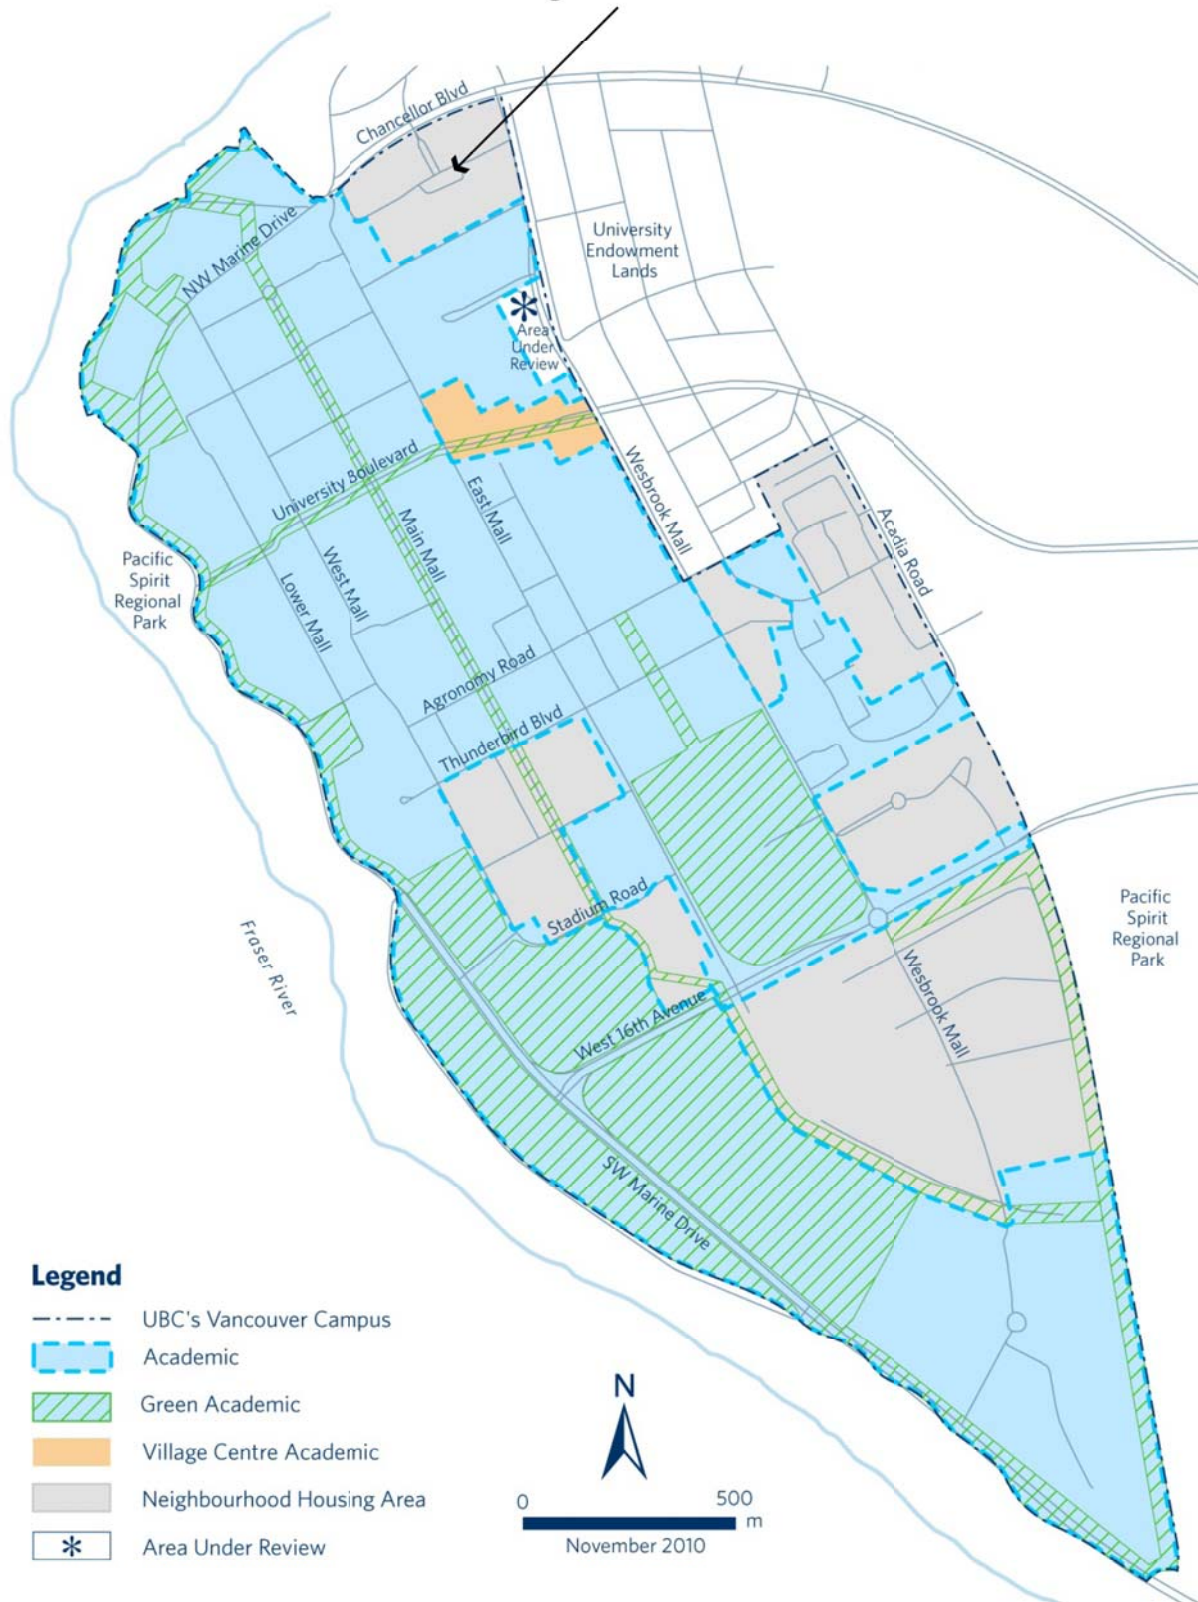 Chancellor Blvd
NW Marine Drive
University
Endowment
Lands
*
Area
Under
Review
University Boulevard
Wesbrook Mall
East Mall
Main Mall
Acadia Road
West Mall
Lower Mall
Pacific
Spirit
Regional
Park
Agronomy Road
Thunderbird Blvd
Stadium Road
Pacific
Spirit
Regional
Park
Fraser River
Wesbrook Mall
West 16th Avenue
SW Marine Drive
Legend
UBC's Vancouver Campus
Academic
Green Academic
Village Centre Academic
Neighbourhood Housing Area
* Area Under Review
N
0 500
m
November 2010